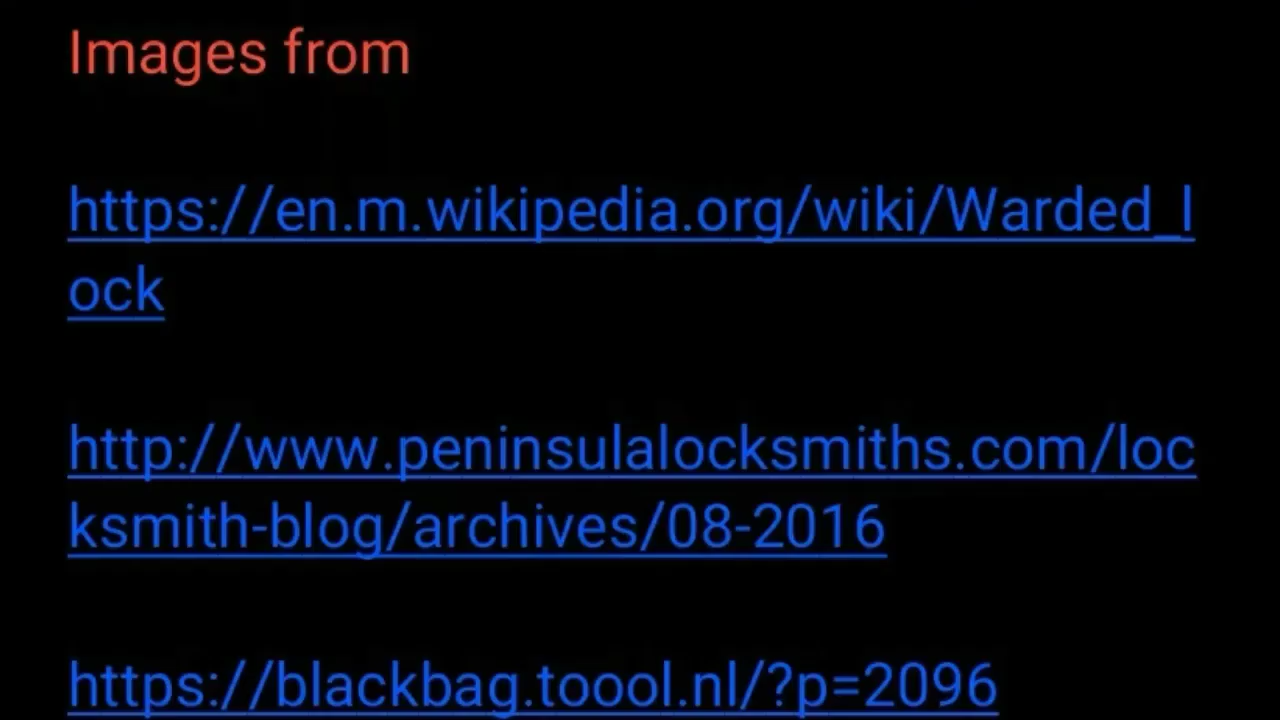 Images from
https://en.m.wikipedia.org/wiki/Warded_l
ock
http://www.peninsulalocksmiths.com/loc
ksmith-blog/archives/08-2016
https://blackbag.toool.nl/?p=2096